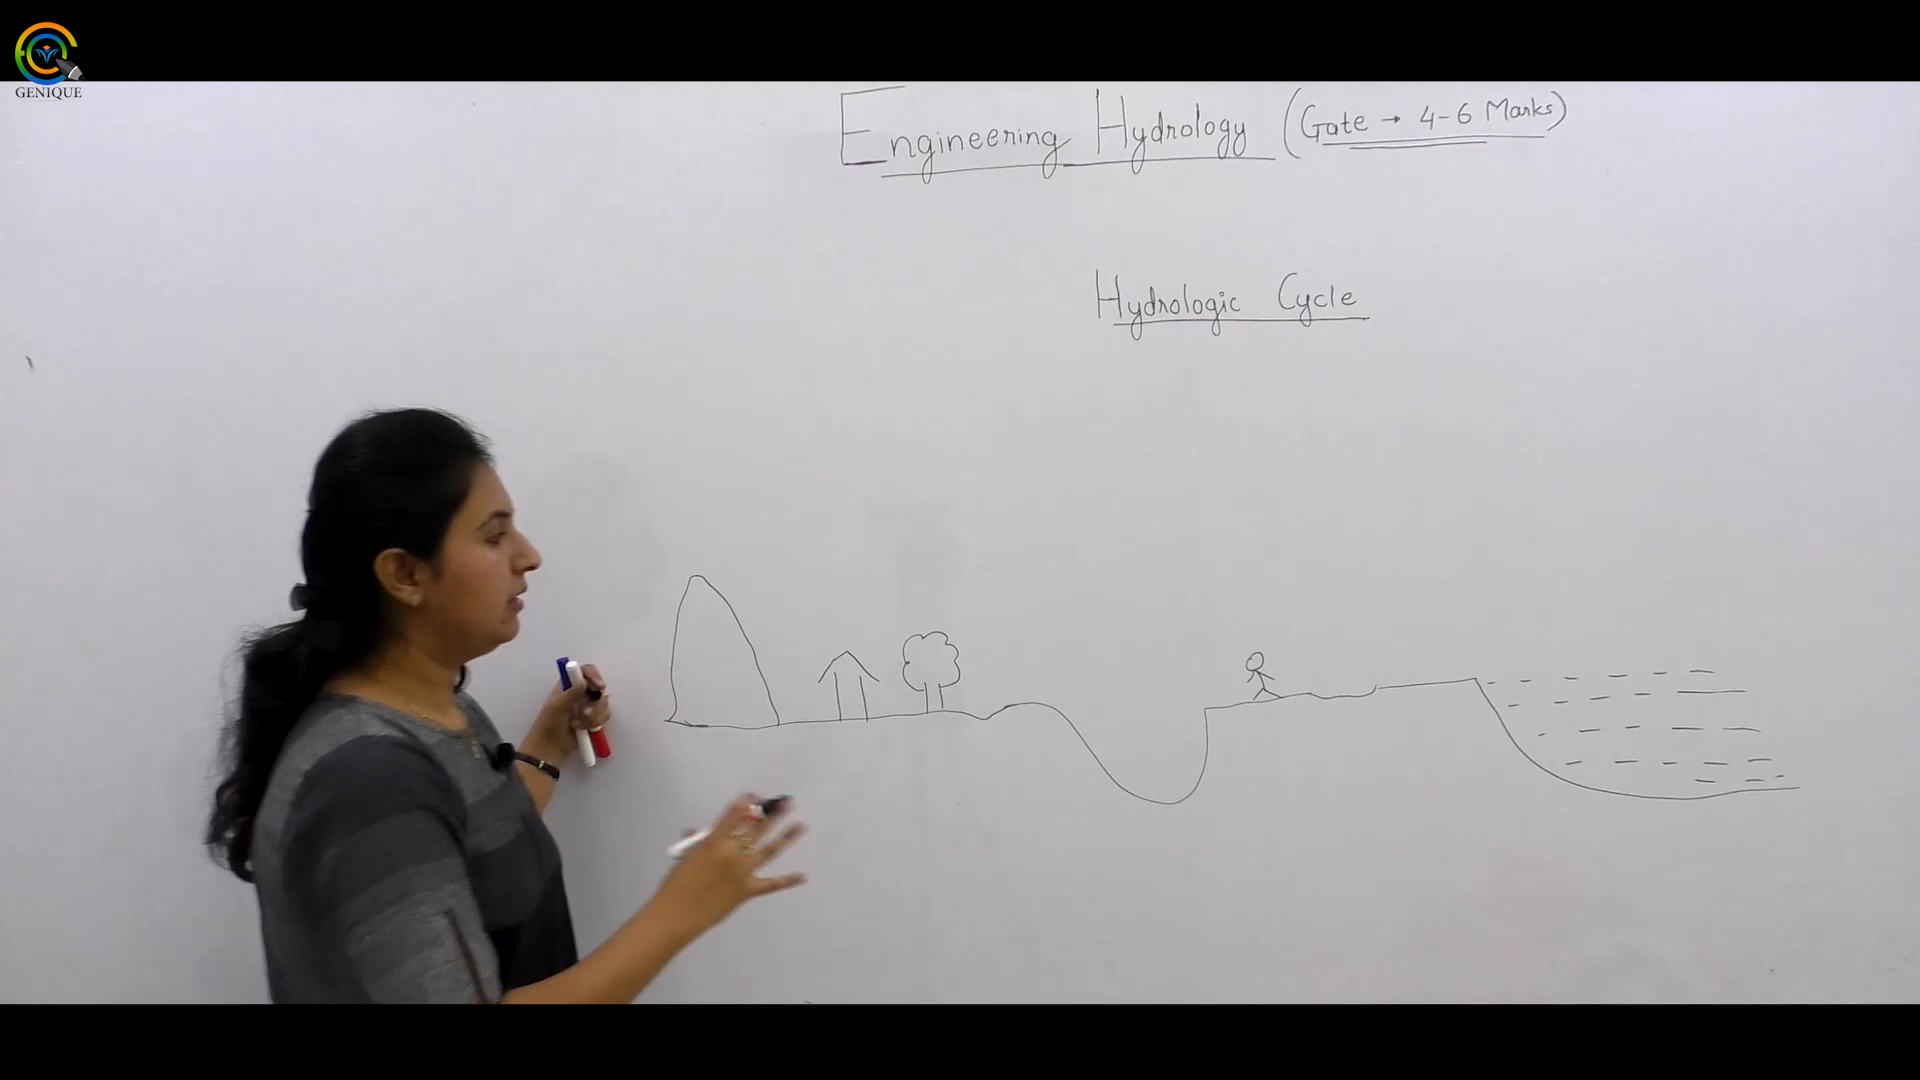 GENIQUE
Engineering Hydrology (Gate → 4-6 Marks)
Hydrologic Cycle